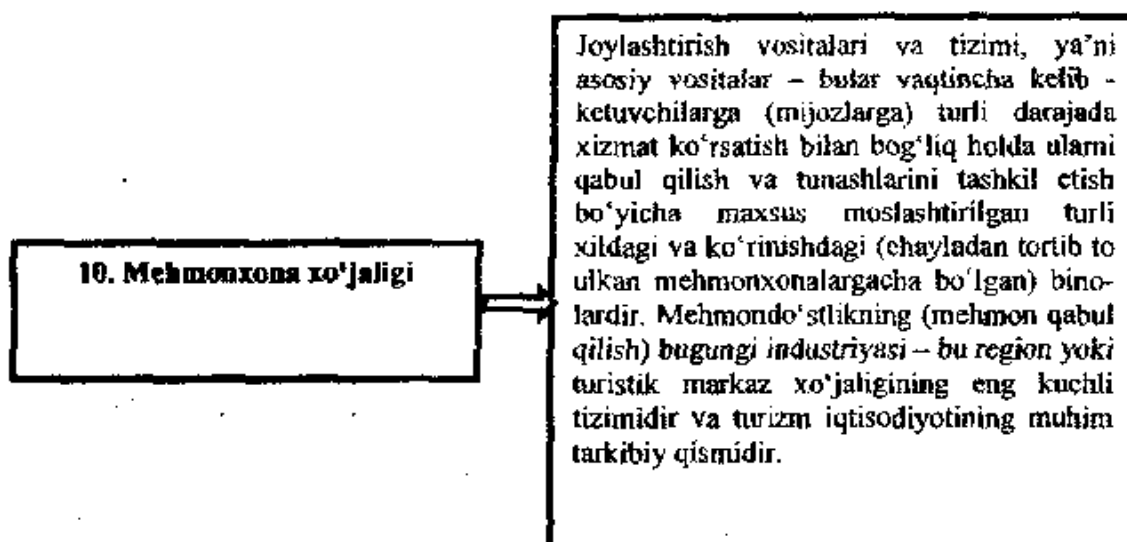 10. Mehmonxona xo‘jaligi
Joylashtirish vositalari va tizimi, ya’ni
asosiy vositalar – bular vaqtincha kelib -
ketuvchilarga (mijozlarga) turli darajada
xizmat ko‘rsatish bilan bog‘liq holda ularni
qabul qilish va tunashlarini tashkil etish
bo‘yicha maxsus moslashtirilgan turli
xildagi va ko‘rinishdagi (chayladan tortib to
ulkan mehmonxonalargacha bo‘lgan) bino-
lardir. Mehmondo‘stlikning (mehmon qabul
qilish) bugungi industriyasi – bu region yoki
turistik markaz xo‘jaligining eng kuchli
tizimidir va turizm iqtisodiyotining muhim
tarkibiy qismidir.